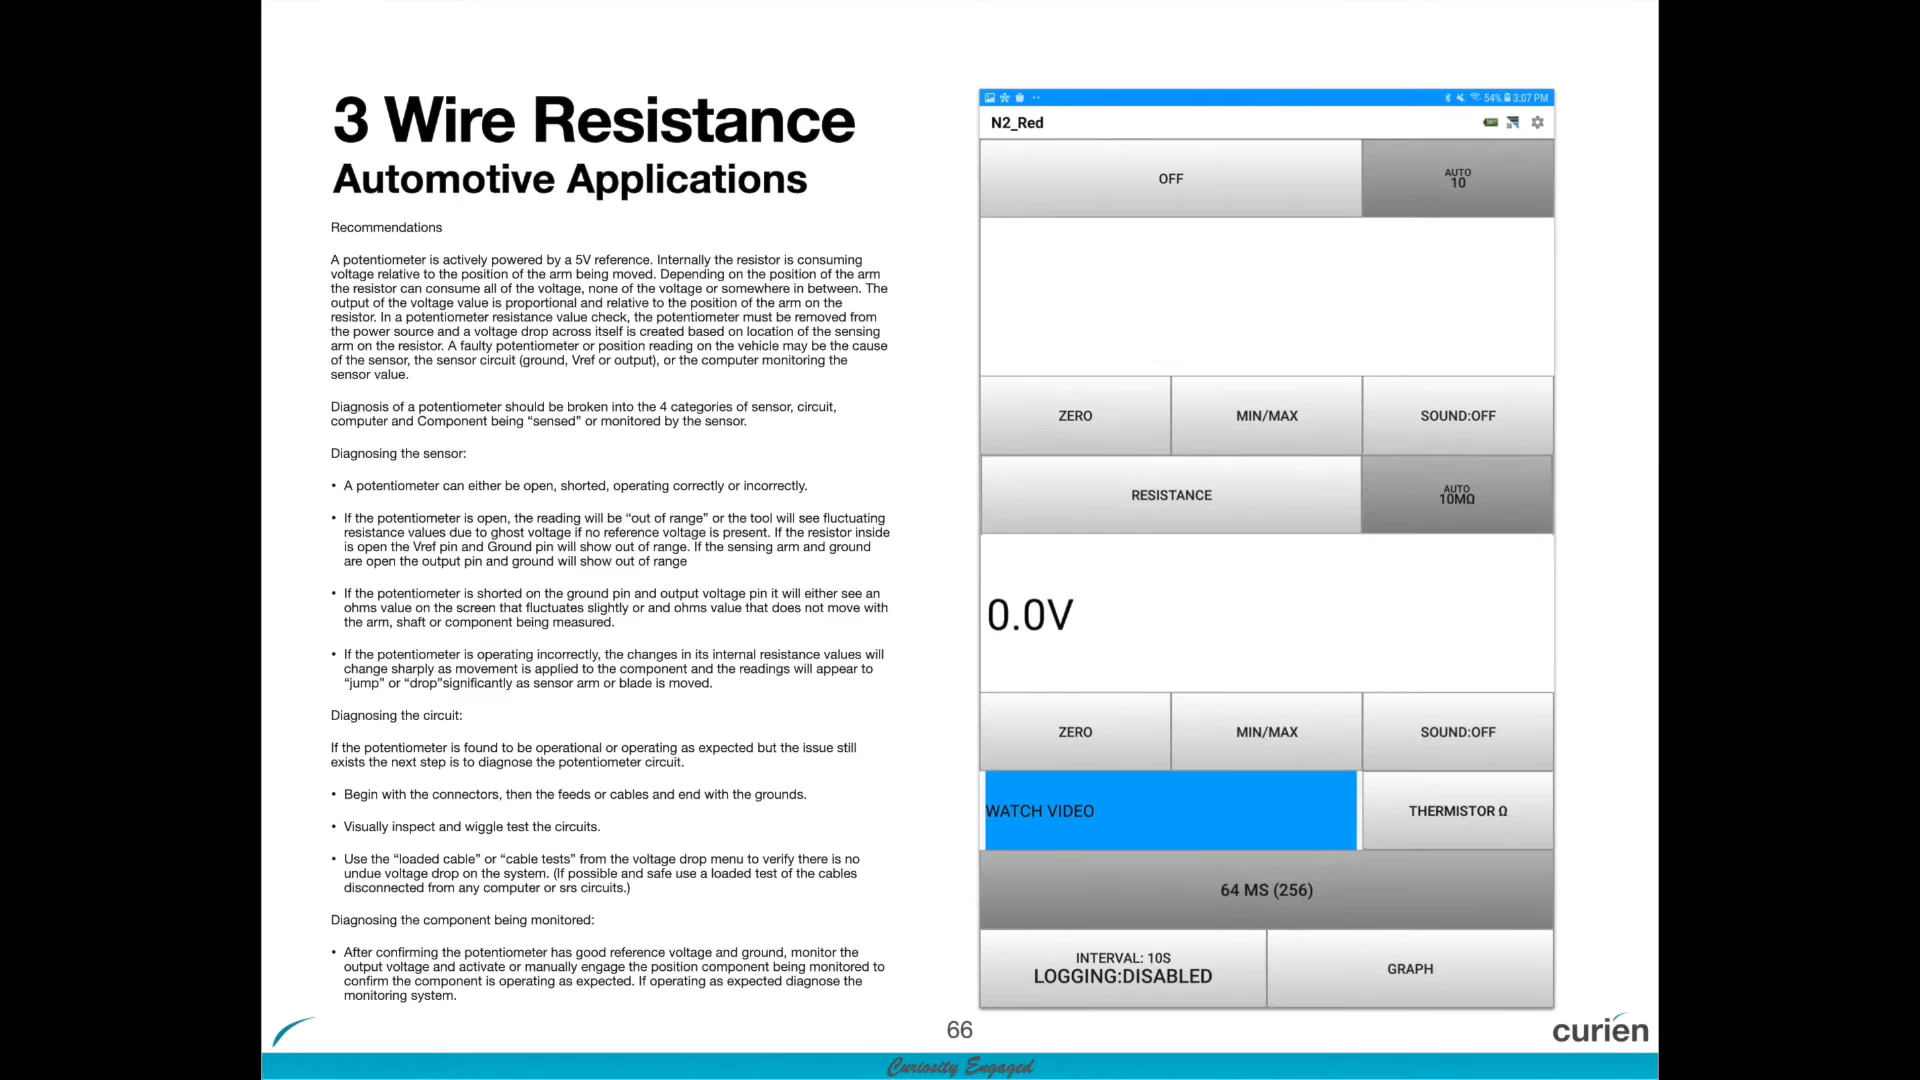 3 Wire Resistance
Automotive Applications
Recommendations
A potentiometer is actively powered by a 5V reference. Internally the resistor is consuming
voltage relative to the position of the arm being moved. Depending on the position of the arm
the resistor can consume all of the voltage, none of the voltage or somewhere in between. The
output of the voltage value is proportional and relative to the position of the arm on the
resistor. In a potentiometer resistance value check, the potentiometer must be removed from
the power source and a voltage drop across itself is created based on location of the sensing
arm on the resistor. A faulty potentiometer or position reading on the vehicle may be the cause
of the sensor, the sensor circuit (ground, Vref or output), or the computer monitoring the
sensor value.
Diagnosis of a potentiometer should be broken into the 4 categories of sensor, circuit,
computer and Component being “sensed” or monitored by the sensor.
Diagnosing the sensor:
• A potentiometer can either be open, shorted, operating correctly or incorrectly.
• If the potentiometer is open, the reading will be “out of range” or the tool will see fluctuating
resistance values due to ghost voltage if no reference voltage is present. If the resistor inside
is open the Vref pin and Ground pin will show out of range. If the sensing arm and ground
are open the output pin and ground will show out of range
• If the potentiometer is shorted on the ground pin and output voltage pin it will either see an
ohms value on the screen that fluctuates slightly or and ohms value that does not move with
the arm, shaft or component being measured.
• If the potentiometer is operating incorrectly, the changes in its internal resistance values will
change sharply as movement is applied to the component and the readings will appear to
“jump” or “drop”significantly as sensor arm or blade is moved.
Diagnosing the circuit:
If the potentiometer is found to be operational or operating as expected but the issue still
exists the next step is to diagnose the potentiometer circuit.
• Begin with the connectors, then the feeds or cables and end with the grounds.
• Visually inspect and wiggle test the circuits.
• Use the “loaded cable” or “cable tests” from the voltage drop menu to verify there is no
undue voltage drop on the system. (If possible and safe use a loaded test of the cables
disconnected from any computer or srs circuits.)
Diagnosing the component being monitored:
• After confirming the potentiometer has good reference voltage and ground, monitor the
output voltage and activate or manually engage the position component being monitored to
confirm the component is operating as expected. If operating as expected diagnose the
monitoring system.
54% 3:07 PM
N2_Red
OFF
AUTO
10
ZERO
MIN/MAX
SOUND:OFF
RESISTANCE
AUTO
10MΩ
0.0V
ZERO
MIN/MAX
SOUND:OFF
WATCH VIDEO
THERMISTOR Ω
64 MS (256)
INTERVAL: 10S
LOGGING:DISABLED
GRAPH
66
curien
Curiosity Engaged